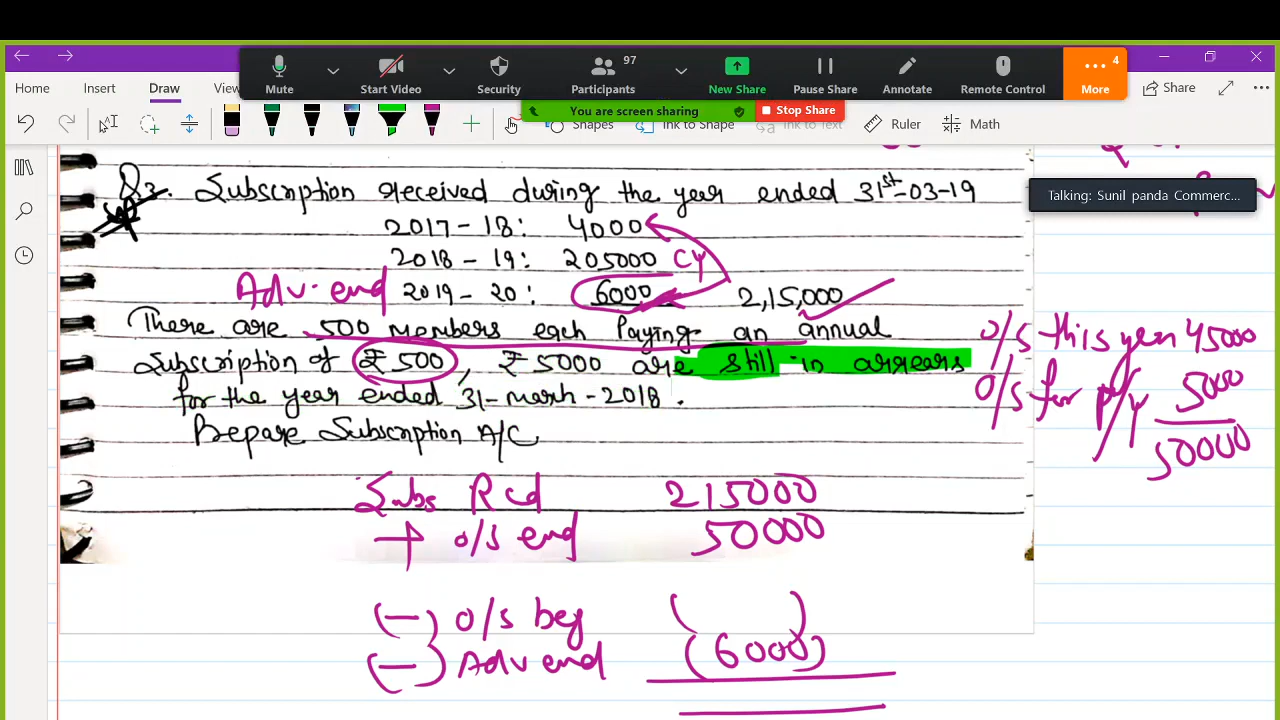 97
4
Mute
Start Video
Security
Participants
New Share
Pause Share
Annotate
Remote Control
More
Home
Insert
Draw
You are screen sharing
Stop Share
Share
Shapes
Ink to Shape
Ink to Text
Ruler
Math
Talking: Sunil panda Commerc...
Q3. Subscription received during the year ended 31st-03-19
2017-18: 4000
2018-19: 205000 CY
Adv. end 2019-20: 6000 2,15,000
There are 500 members each Paying an annual
Subscription of ₹500, ₹5000 are still in arrears
for the year ended 31-march-2018.
Prepare Subscription A/C
O/S this year 45000
O/S for P/Y 5000
50000
Subs Rcd 215000
+ O/S end 50000
(-) O/S beg ( )
(-) Adv end (6000)